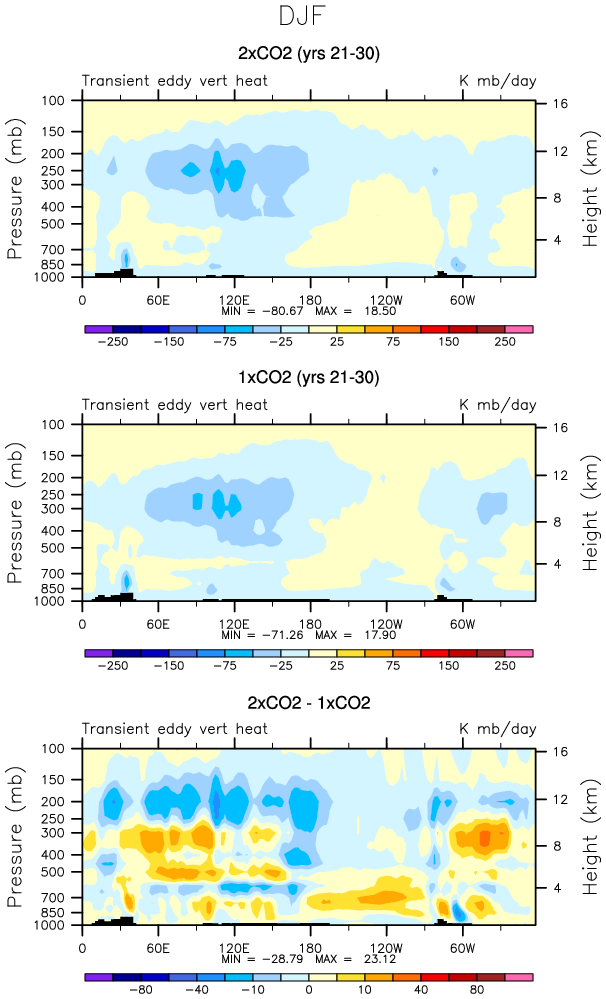 DJF
2xCO2 (yrs 21-30)
Transient eddy vert heat K mb/day
Pressure (mb)
100
150
200
250
300
400
500
700
850
1000
16
12
8
4
Height (km)
0 60E 120E 180 120W 60W
MIN = −80.67 MAX = 18.50
−250 −150 −75 −25 25 75 150 250
1xCO2 (yrs 21-30)
Transient eddy vert heat K mb/day
Pressure (mb)
100
150
200
250
300
400
500
700
850
1000
16
12
8
4
Height (km)
0 60E 120E 180 120W 60W
MIN = −71.26 MAX = 17.90
−250 −150 −75 −25 25 75 150 250
2xCO2 - 1xCO2
Transient eddy vert heat K mb/day
Pressure (mb)
100
150
200
250
300
400
500
700
850
1000
16
12
8
4
Height (km)
0 60E 120E 180 120W 60W
MIN = −28.79 MAX = 23.12
−80 −40 −10 0 10 40 80